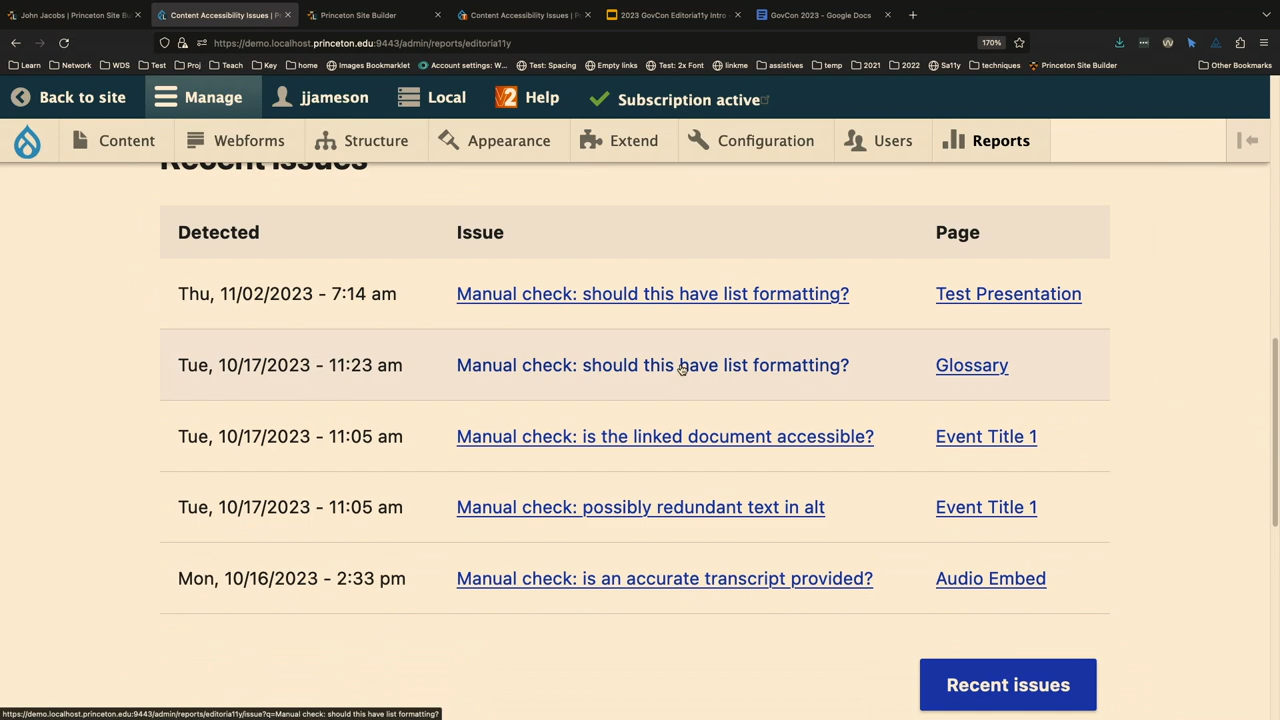 John Jacobs | Princeton Site Bu
Content Accessibility Issues | P
Princeton Site Builder
Content Accessibility Issues | P
2023 GovCon Editoria11y Intro
GovCon 2023 - Google Docs
https://demo.localhost.princeton.edu:9443/admin/reports/editoria11y
170%
Learn
Network
WDS
Test
Proj
Teach
Key
home
Images Bookmarklet
Account settings: W...
Test: Spacing
Empty links
Test: 2x Font
linkme
assistives
temp
2021
2022
Sa11y
techniques
Princeton Site Builder
Other Bookmarks
Back to site
Manage
jjameson
Local
V2 Help
Subscription active
Content
Webforms
Structure
Appearance
Extend
Configuration
Users
Reports
Recent issues
Detected Issue Page
Thu, 11/02/2023 - 7:14 am Manual check: should this have list formatting? Test Presentation
Tue, 10/17/2023 - 11:23 am Manual check: should this have list formatting? Glossary
Tue, 10/17/2023 - 11:05 am Manual check: is the linked document accessible? Event Title 1
Tue, 10/17/2023 - 11:05 am Manual check: possibly redundant text in alt Event Title 1
Mon, 10/16/2023 - 2:33 pm Manual check: is an accurate transcript provided? Audio Embed
Recent issues
https://demo.localhost.princeton.edu:9443/admin/reports/editoria11y/issue?q=Manual check: should this have list formatting?